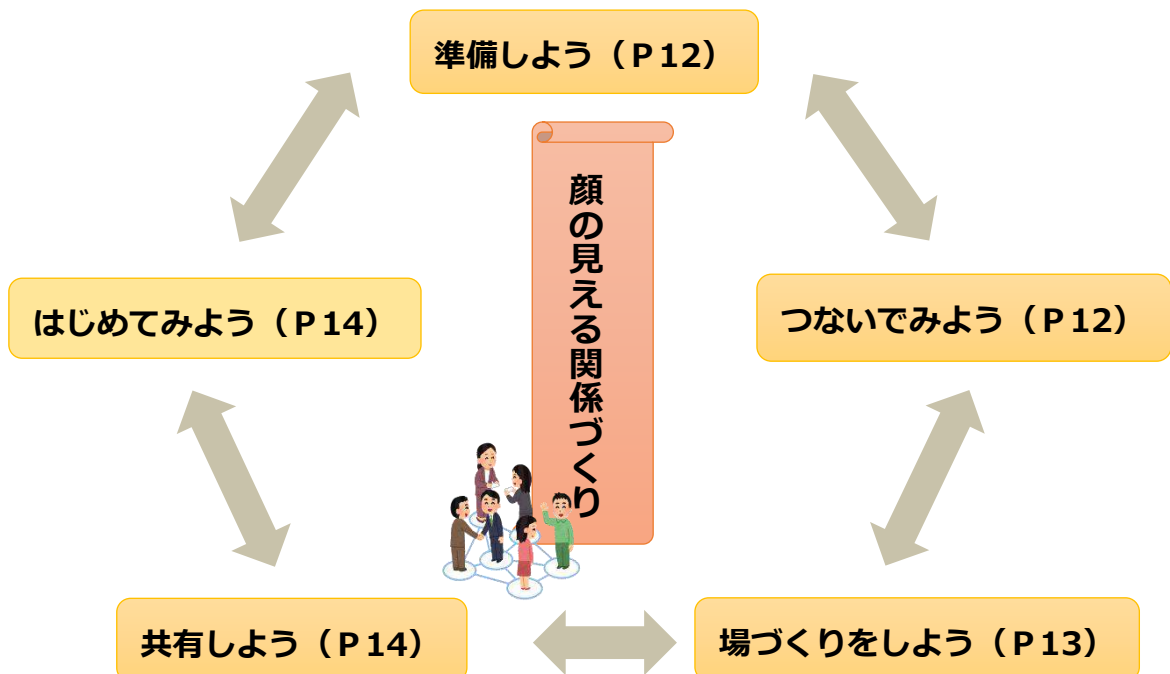 準備しよう（Ｐ12）
顔の見える関係づくり
はじめてみよう（Ｐ14）
つないでみよう（Ｐ12）
共有しよう（Ｐ14）
場づくりをしよう（Ｐ13）